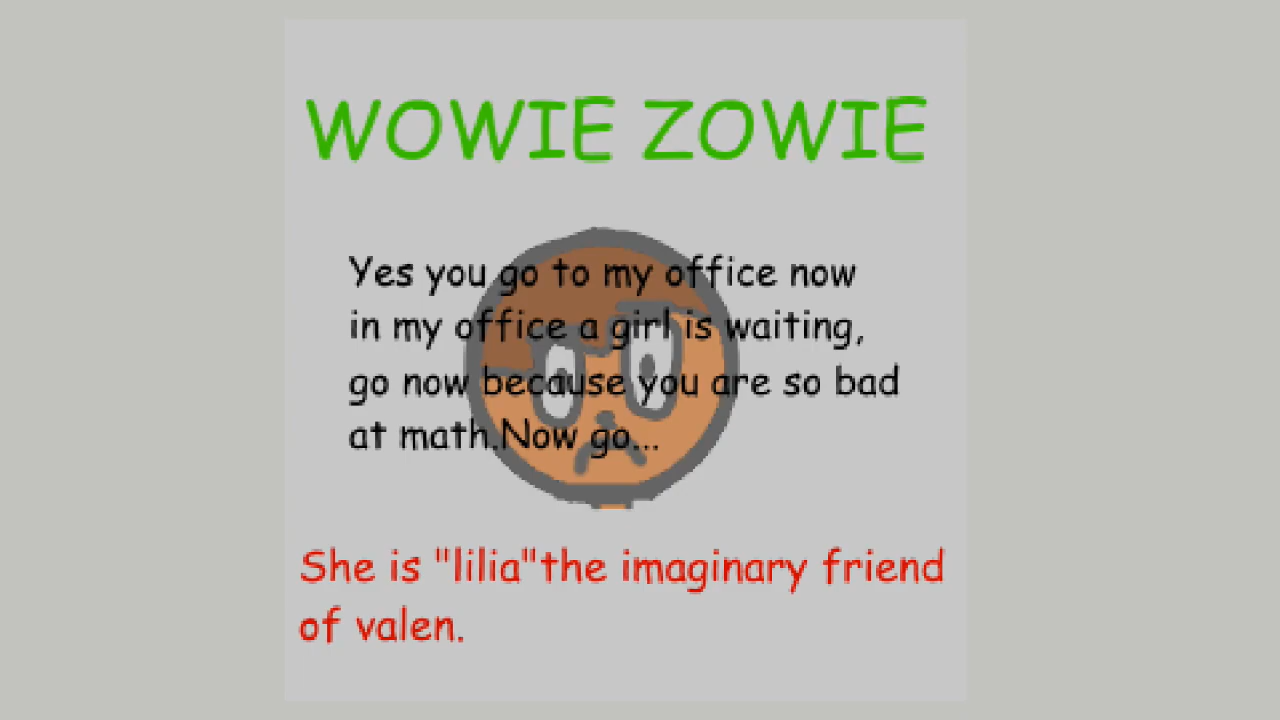 WOWIE ZOWIE
Yes you go to my office now
in my office a girl is waiting,
go now because you are so bad
at math.Now go...
She is "lilia"the imaginary friend
of valen.